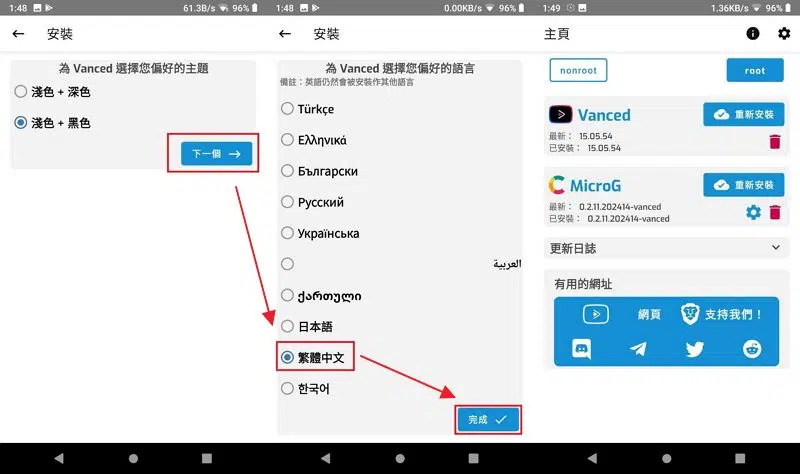 1:48
61.3B/s
96%
安裝
為 Vanced 選擇您偏好的主題
淺色 + 深色
淺色 + 黑色
下一個
1:48
0.00KB/s
96%
安裝
為 Vanced 選擇您偏好的語言
備註：英語仍然會被安裝作其他語言
Türkçe
Ελληνικά
Български
Русский
Українська
العربية
ქართული
日本語
繁體中文
한국어
完成
1:49
1.36KB/s
96%
主頁
nonroot
root
Vanced
重新安裝
最新： 15.05.54
已安裝： 15.05.54
MicroG
重新安裝
最新： 0.2.11.202414-vanced
已安裝： 0.2.11.202414-vanced
更新日誌
有用的網址
網頁
支持我們！